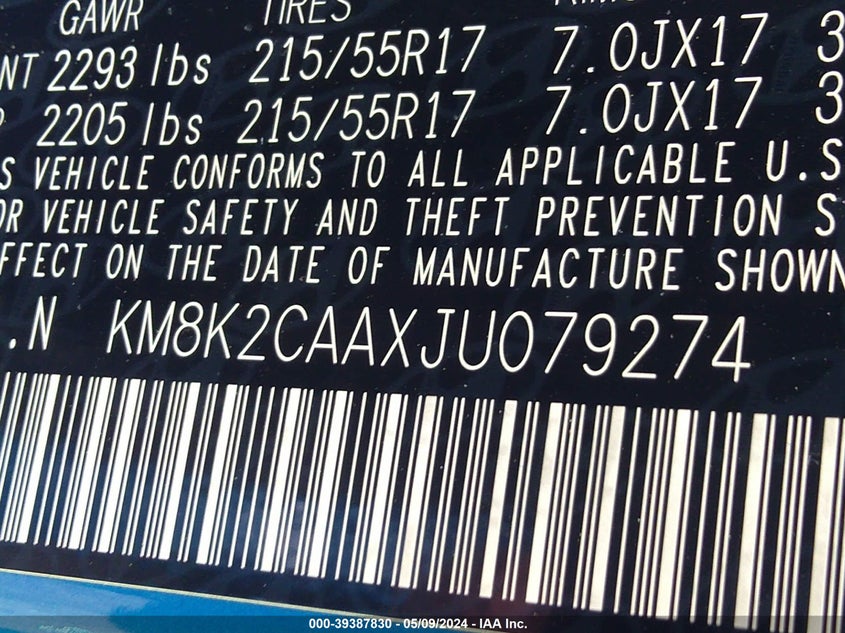 GAWR TIRES
NT 2293 lbs 215/55R17 7.0JX17 3
2205 lbs 215/55R17 7.0JX17 3
S VEHICLE CONFORMS TO ALL APPLICABLE U.S
OR VEHICLE SAFETY AND THEFT PREVENTION S
FFECT ON THE DATE OF MANUFACTURE SHOWN
.N KM8K2CAAXJU079274
000-39387830 - 05/09/2024 - IAA Inc.